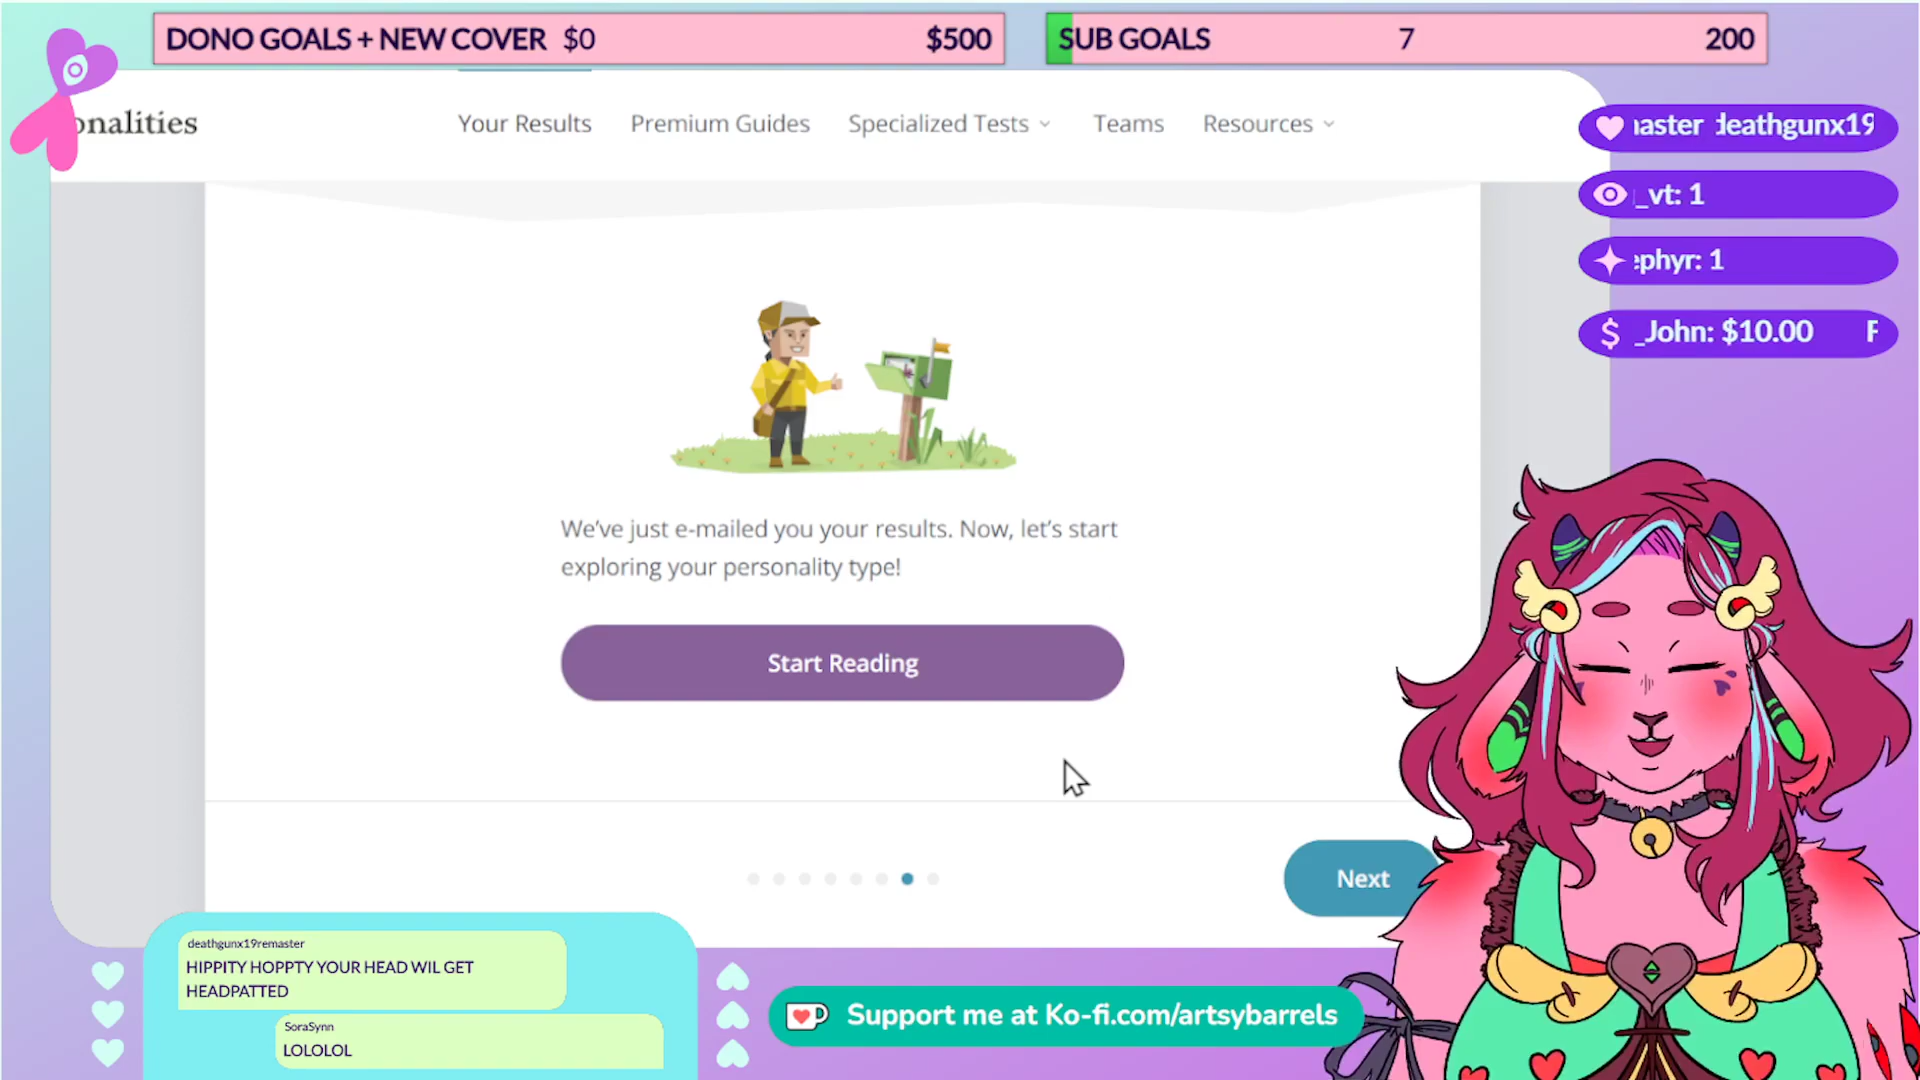 DONO GOALS + NEW COVER $0 $500
SUB GOALS 7 200
onalities
Your Results Premium Guides Specialized Tests Teams Resources
aster deathgunx19
_vt: 1
ephyr: 1
$ _John: $10.00 F
We've just e-mailed you your results. Now, let's start
exploring your personality type!
Start Reading
Next
deathgunx19remaster
HIPPITY HOPPTY YOUR HEAD WIL GET
HEADPATTED
SoraSynn
LOLOLOL
Support me at Ko-fi.com/artsybarrels